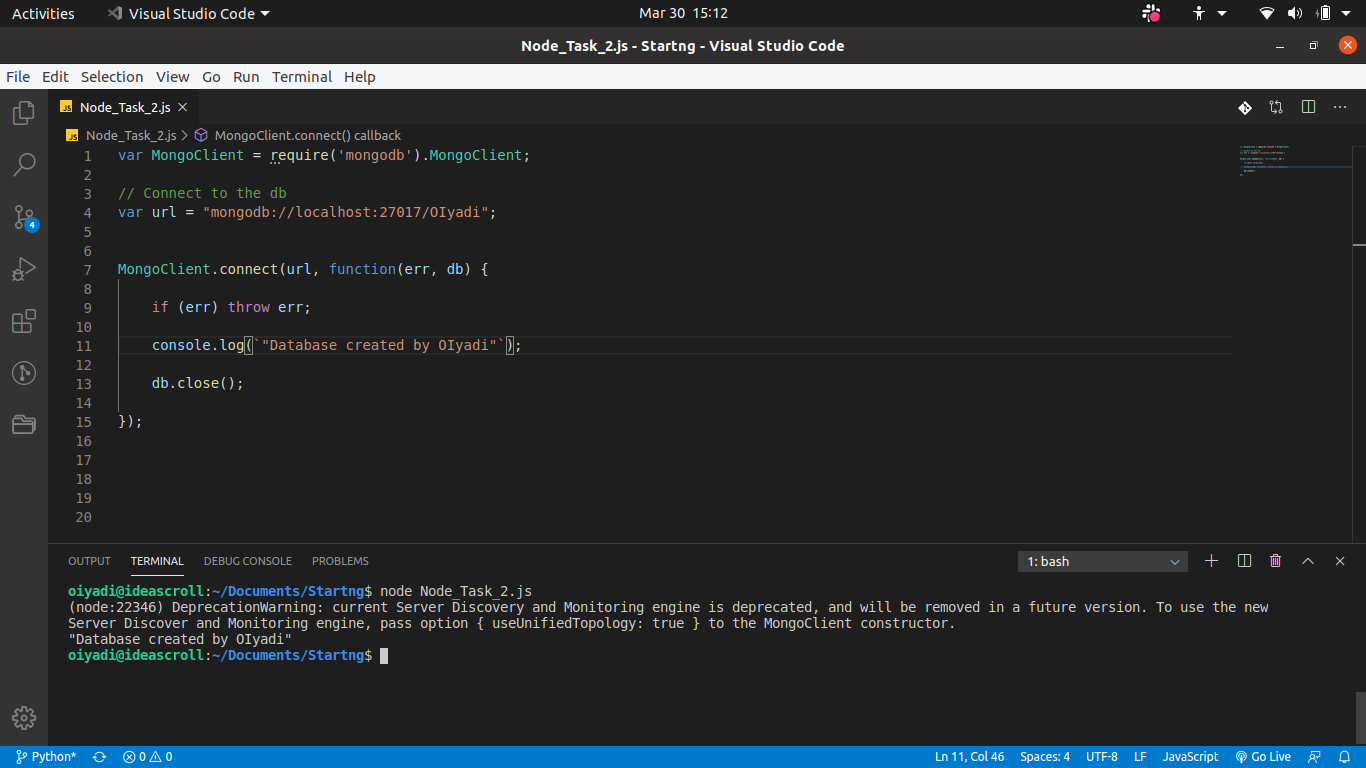 Activities Visual Studio Code Mar 30 15:12
Node_Task_2.js - Startng - Visual Studio Code
File Edit Selection View Go Run Terminal Help
JS Node_Task_2.js
JS Node_Task_2.js > MongoClient.connect() callback
1 var MongoClient = require('mongodb').MongoClient;
2
3 // Connect to the db
4 var url = "mongodb://localhost:27017/OIyadi";
5
6
7 MongoClient.connect(url, function(err, db) {
8
9 if (err) throw err;
10
11 console.log(`"Database created by OIyadi"`);
12
13 db.close();
14
15 });
16
17
18
19
20
4
OUTPUT TERMINAL DEBUG CONSOLE PROBLEMS 1: bash
oiyadi@ideascroll:~/Documents/Startng$ node Node_Task_2.js
(node:22346) DeprecationWarning: current Server Discovery and Monitoring engine is deprecated, and will be removed in a future version. To use the new
Server Discover and Monitoring engine, pass option { useUnifiedTopology: true } to the MongoClient constructor.
"Database created by OIyadi"
oiyadi@ideascroll:~/Documents/Startng$
Python* 0 0 Ln 11, Col 46 Spaces: 4 UTF-8 LF JavaScript Go Live